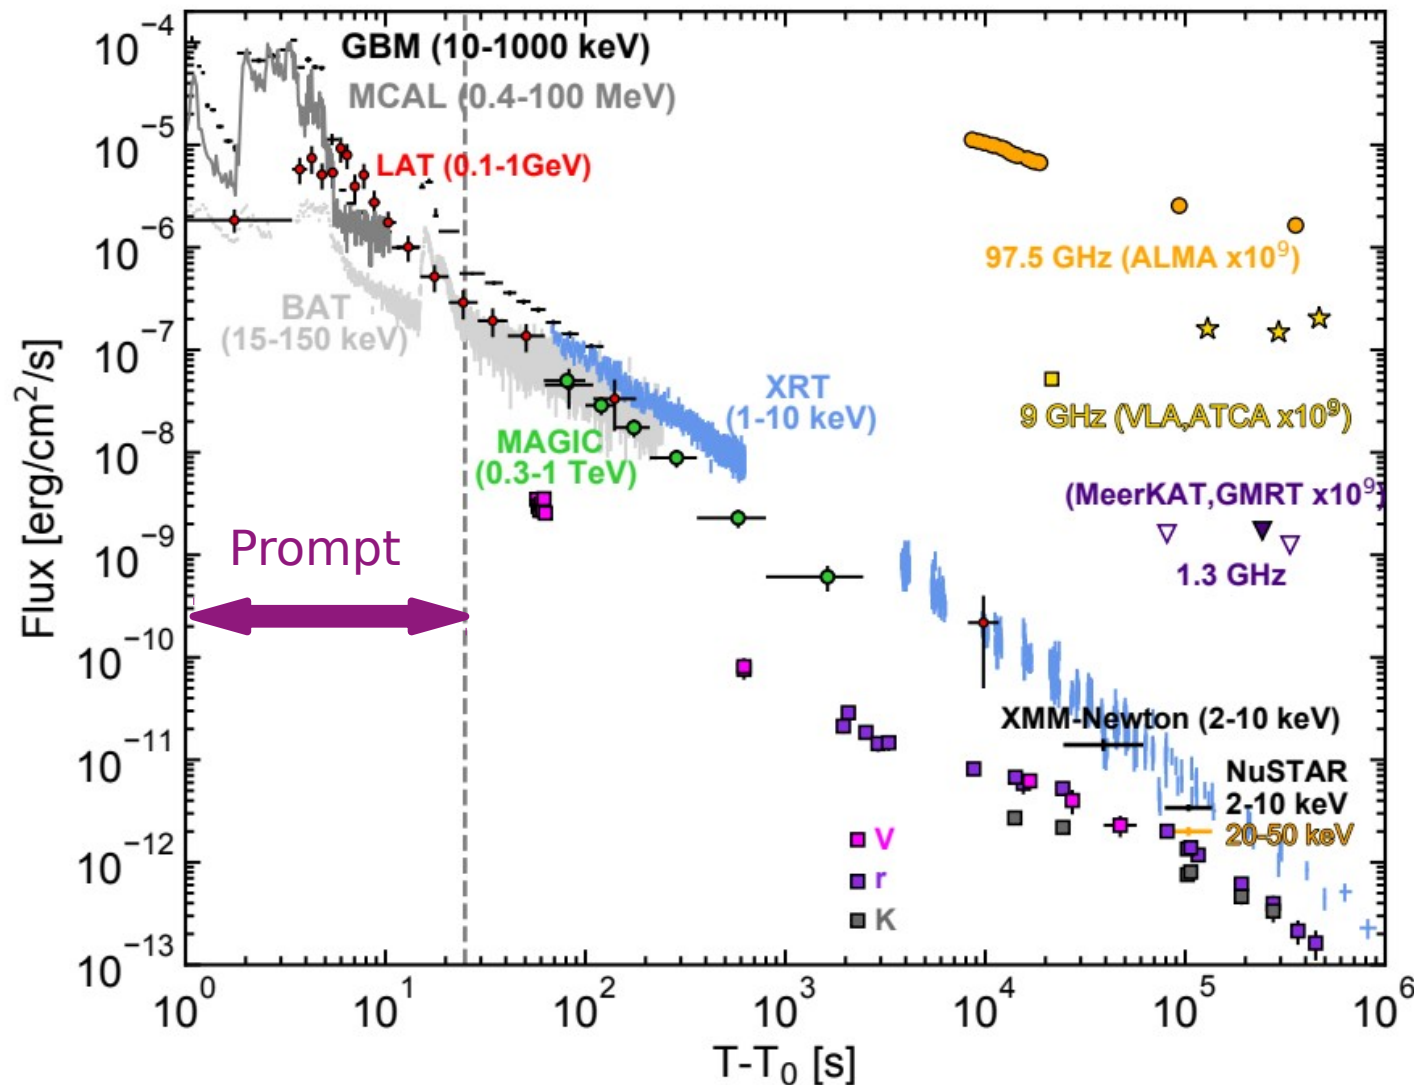 10⁻⁴
10⁻⁵
10⁻⁶
10⁻⁷
10⁻⁸
10⁻⁹
10⁻¹⁰
10⁻¹¹
10⁻¹²
10⁻¹³
Flux [erg/cm²/s]
GBM (10-1000 keV)
MCAL (0.4-100 MeV)
LAT (0.1-1GeV)
97.5 GHz (ALMA x10⁹)
BAT
(15-150 keV)
XRT
(1-10 keV)
9 GHz (VLA,ATCA x10⁹)
MAGIC
(0.3-1 TeV)
(MeerKAT,GMRT x10⁹)
1.3 GHz
Prompt
XMM-Newton (2-10 keV)
NuSTAR
2-10 keV
20-50 keV
V
r
K
10⁰ 10¹ 10² 10³ 10⁴ 10⁵ 10⁶
T-T₀ [s]